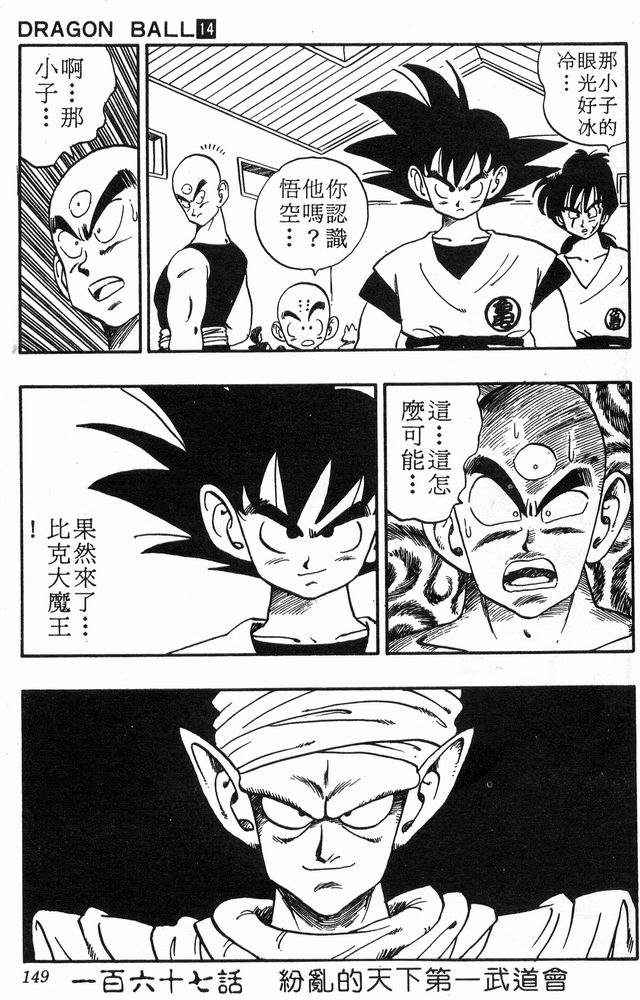 DRAGON BALL 14
那小子的
眼光好冰
冷…
你認識
他嗎？
悟空…
龜
龜
啊…那
小子…
這…這怎
麼可能…
果然來了…
比克大魔王
！
149 一百六十七話 紛亂的天下第一武道會